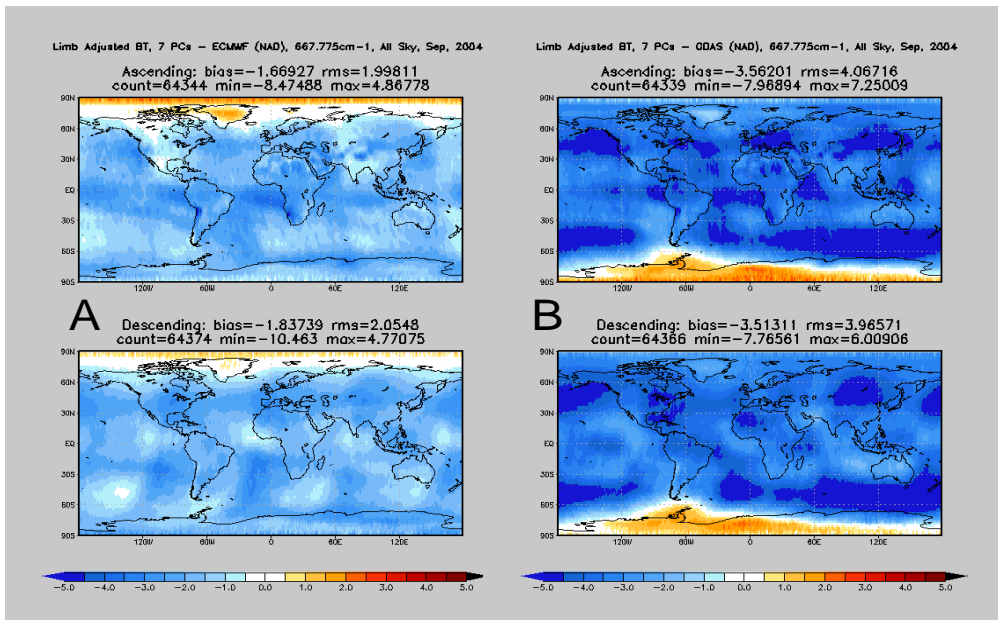 Limb Adjusted BT, 7 PCs - ECMWF (NAD), 667.775cm-1, All Sky, Sep, 2004
Ascending: bias=-1.66927 rms=1.99811
count=64344 min=-8.47488 max=4.86778
90N
60N
30N
EQ
30S
60S
90S
120W 60W 0 60E 120E
A
Descending: bias=-1.83739 rms=2.0548
count=64374 min=-10.463 max=4.77075
90N
60N
30N
EQ
30S
60S
90S
120W 60W 0 60E 120E
-5.0 -4.0 -3.0 -2.0 -1.0 0.0 1.0 2.0 3.0 4.0 5.0
Limb Adjusted BT, 7 PCs - GDAS (NAD), 667.775cm-1, All Sky, Sep, 2004
Ascending: bias=-3.56201 rms=4.06716
count=64339 min=-7.96894 max=7.25009
90N
60N
30N
EQ
30S
60S
90S
120W 60W 0 60E 120E
B
Descending: bias=-3.51311 rms=3.96571
count=64366 min=-7.76561 max=6.00906
90N
60N
30N
EQ
30S
60S
90S
120W 60W 0 60E 120E
-5.0 -4.0 -3.0 -2.0 -1.0 0.0 1.0 2.0 3.0 4.0 5.0